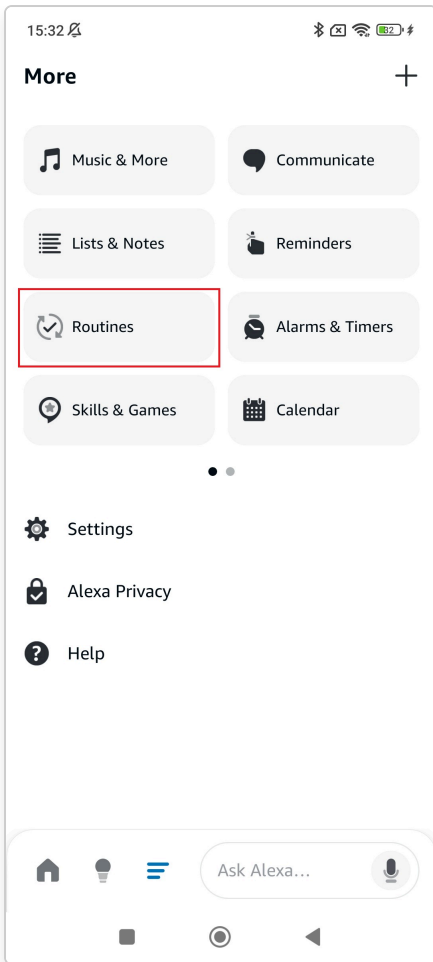 15:32 32
More
Music & More Communicate
Lists & Notes Reminders
Routines Alarms & Timers
Skills & Games Calendar
Settings
Alexa Privacy
Help
Ask Alexa...